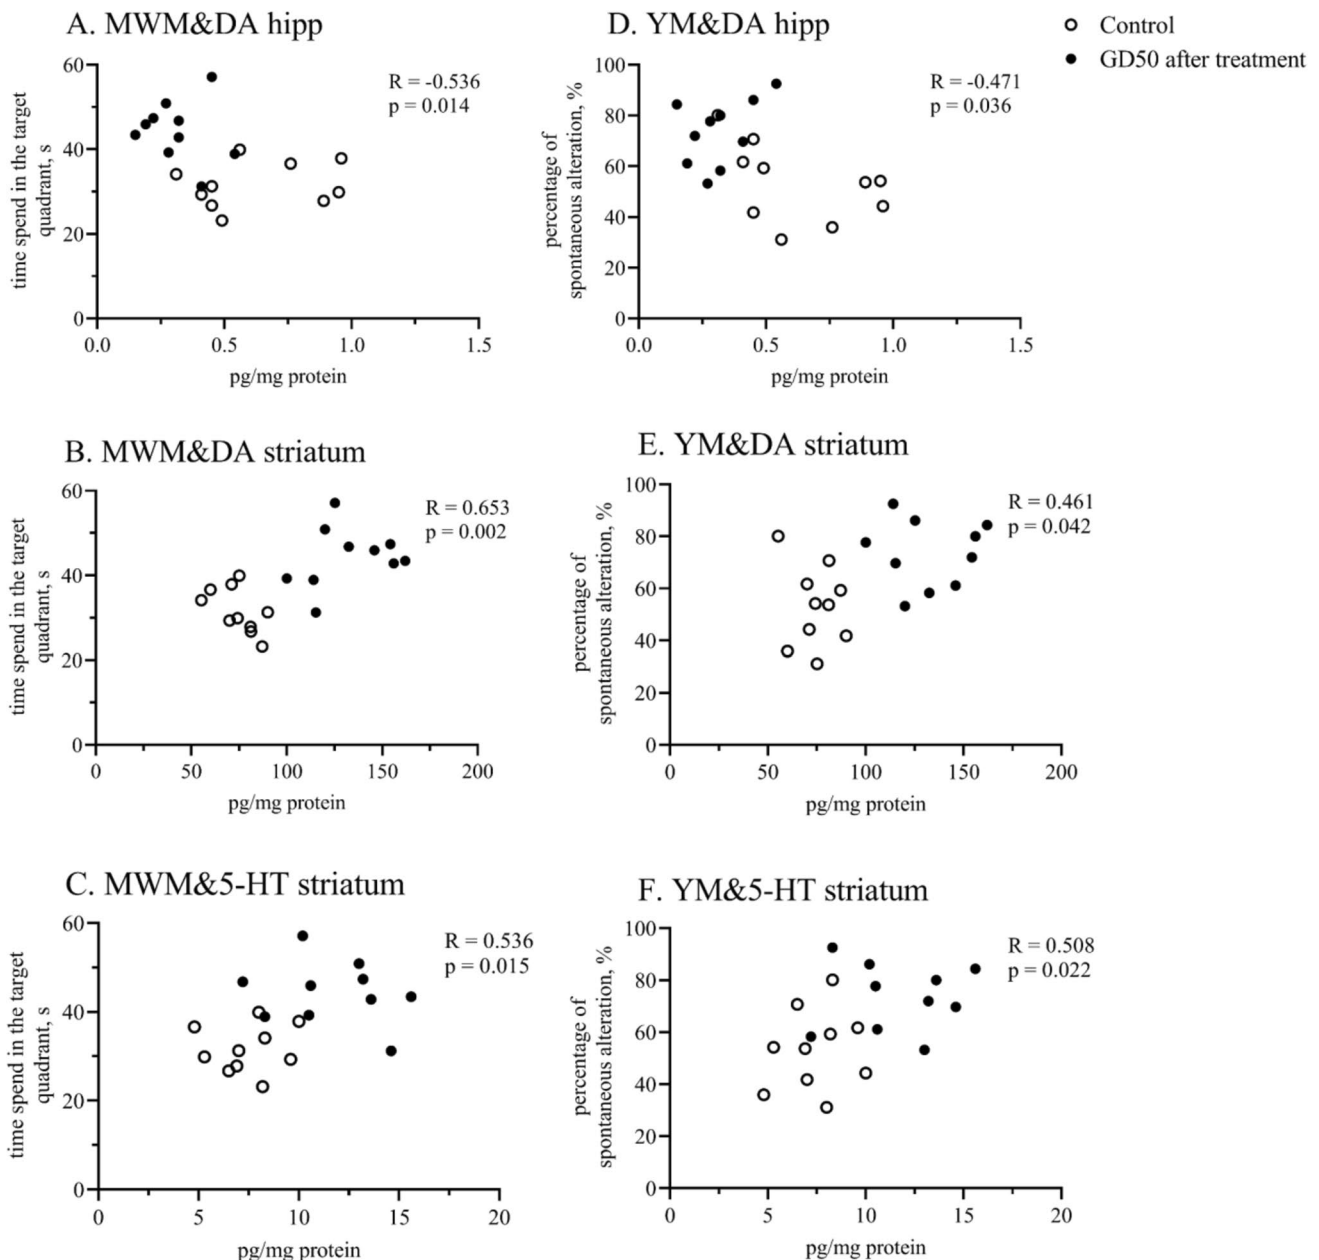 A. MWM&DA hipp
R = -0.536
p = 0.014
time spend in the target
quadrant, s
60
40
20
0
0.0 0.5 1.0 1.5
pg/mg protein
D. YM&DA hipp
R = -0.471
p = 0.036
percentage of
spontaneous alteration, %
100
80
60
40
20
0
0.0 0.5 1.0 1.5
pg/mg protein
Control
GD50 after treatment
B. MWM&DA striatum
R = 0.653
p = 0.002
time spend in the target
quadrant, s
60
40
20
0
0 50 100 150 200
pg/mg protein
E. YM&DA striatum
R = 0.461
p = 0.042
percentage of
spontaneous alteration, %
100
80
60
40
20
0
0 50 100 150 200
pg/mg protein
C. MWM&5-HT striatum
R = 0.536
p = 0.015
time spend in the target
quadrant, s
60
40
20
0
0 5 10 15 20
pg/mg protein
F. YM&5-HT striatum
R = 0.508
p = 0.022
percentage of
spontaneous alteration, %
100
80
60
40
20
0
0 5 10 15 20
pg/mg protein